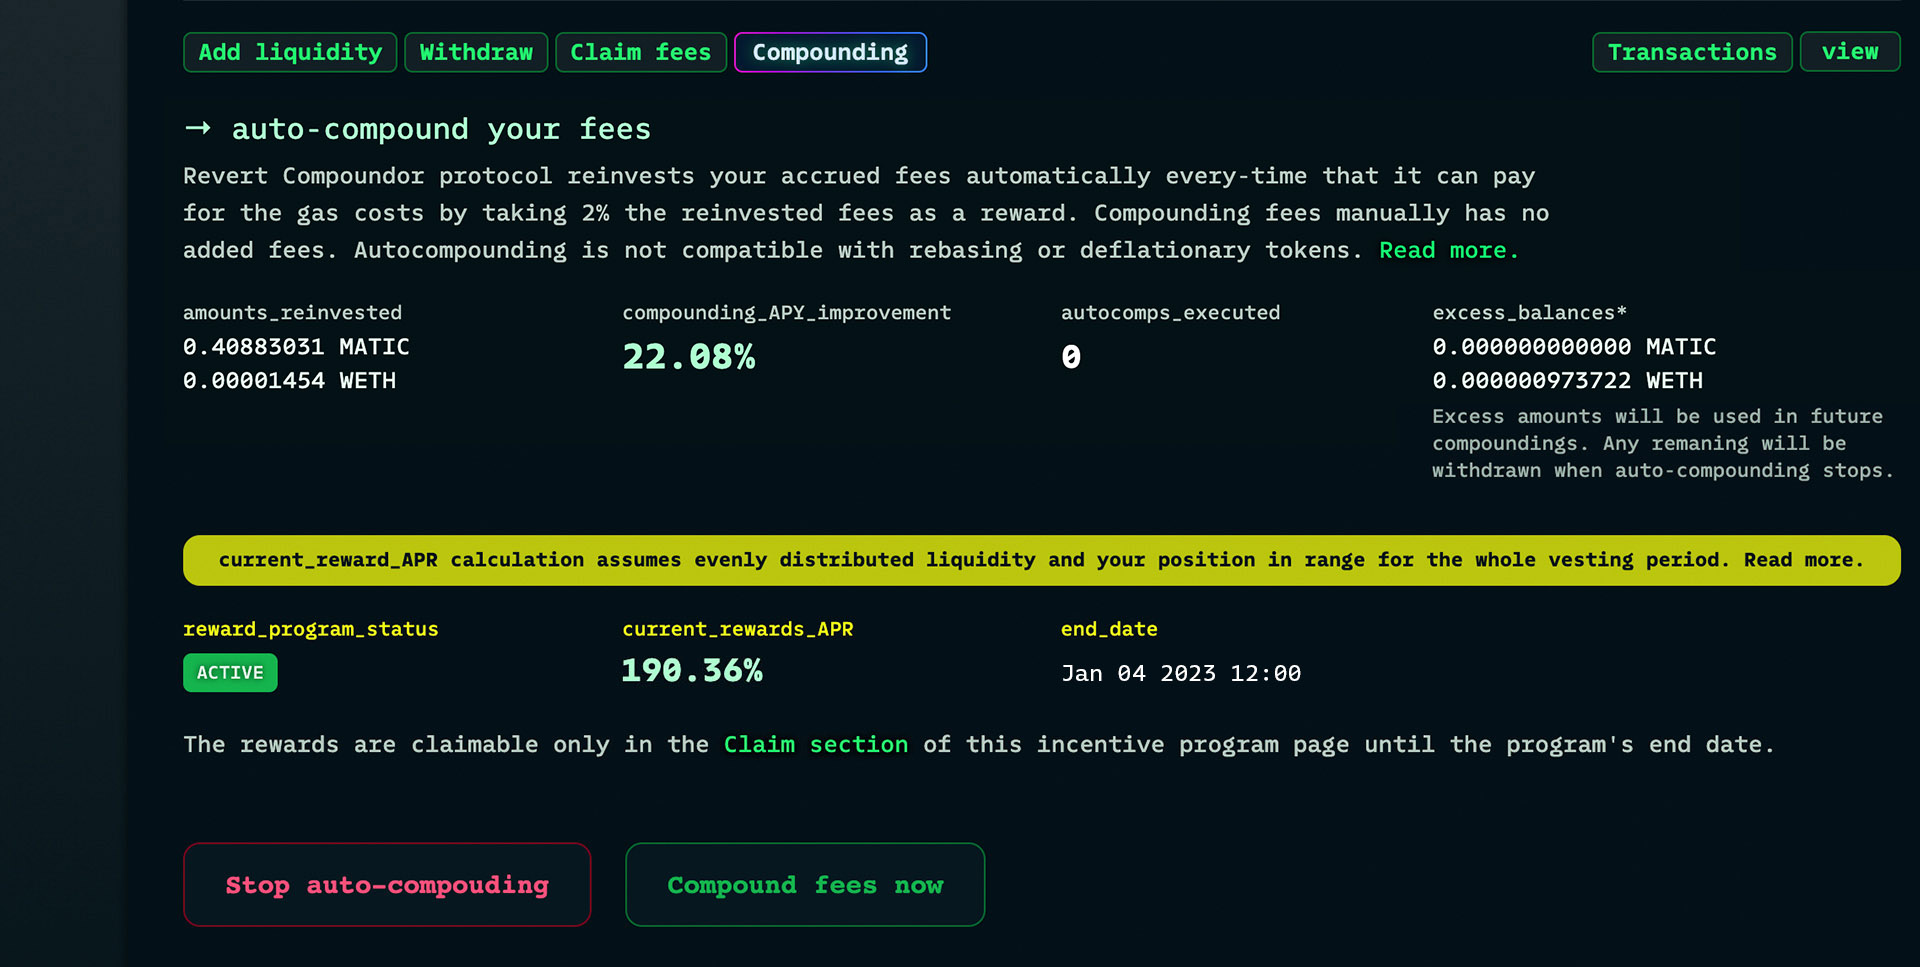 Add liquidity Withdraw Claim fees Compounding Transactions view
→ auto-compound your fees
Revert Compoundor protocol reinvests your accrued fees automatically every-time that it can pay
for the gas costs by taking 2% the reinvested fees as a reward. Compounding fees manually has no
added fees. Autocompounding is not compatible with rebasing or deflationary tokens. Read more.
amounts_reinvested compounding_APY_improvement autocomps_executed excess_balances*
0.40883031 MATIC 22.08% 0 0.000000000000 MATIC
0.00001454 WETH 0.000000973722 WETH
Excess amounts will be used in future
compoundings. Any remaning will be
withdrawn when auto-compounding stops.
current_reward_APR calculation assumes evenly distributed liquidity and your position in range for the whole vesting period. Read more.
reward_program_status current_rewards_APR end_date
ACTIVE 190.36% Jan 04 2023 12:00
The rewards are claimable only in the Claim section of this incentive program page until the program's end date.
Stop auto-compouding Compound fees now